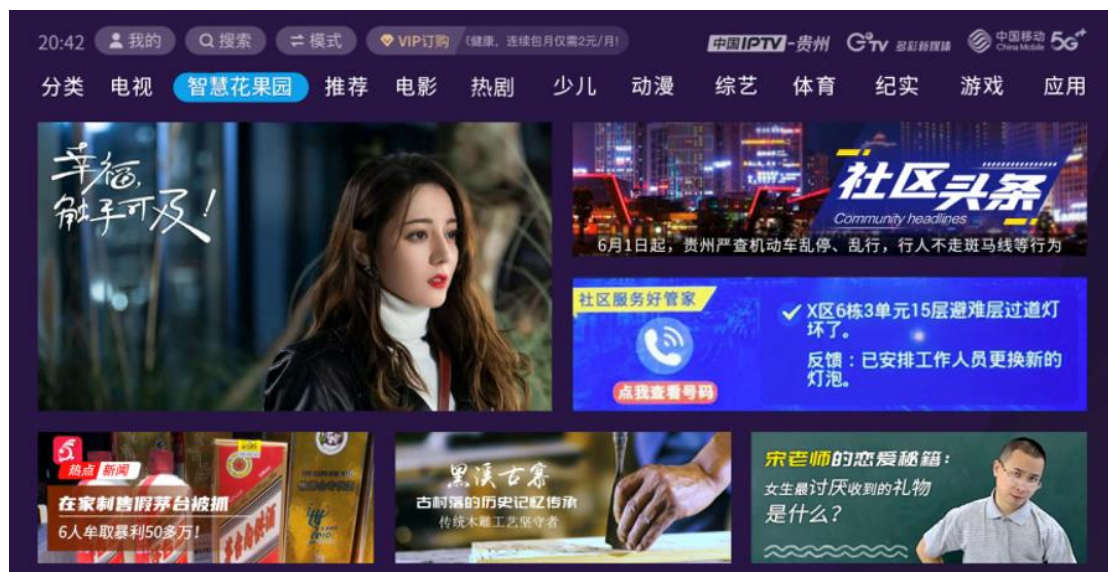 20:42 我的 搜索 模式 VIP订购 健康，连续包月仅需2元/月！ 中国IPTV-贵州 GTV 多彩新媒体 中国移动 China Mobile 5G+
分类 电视 智慧花果园 推荐 电影 热剧 少儿 动漫 综艺 体育 纪实 游戏 应用
幸福，
触手可及！
社区头条
Community headlines
6月1日起，贵州严查机动车乱停、乱行，行人不走斑马线等行为
社区服务好管家
点我查看号码
X区6栋3单元15层避难层过道灯
坏了。
反馈：已安排工作人员更换新的
灯泡。
热点 新闻
在家制售假茅台被抓
6人牟取暴利50多万！
黑溪古寨
古村落的历史记忆传承
传统木雕工艺坚守者
宋老师的恋爱秘籍：
女生最讨厌收到的礼物
是什么？